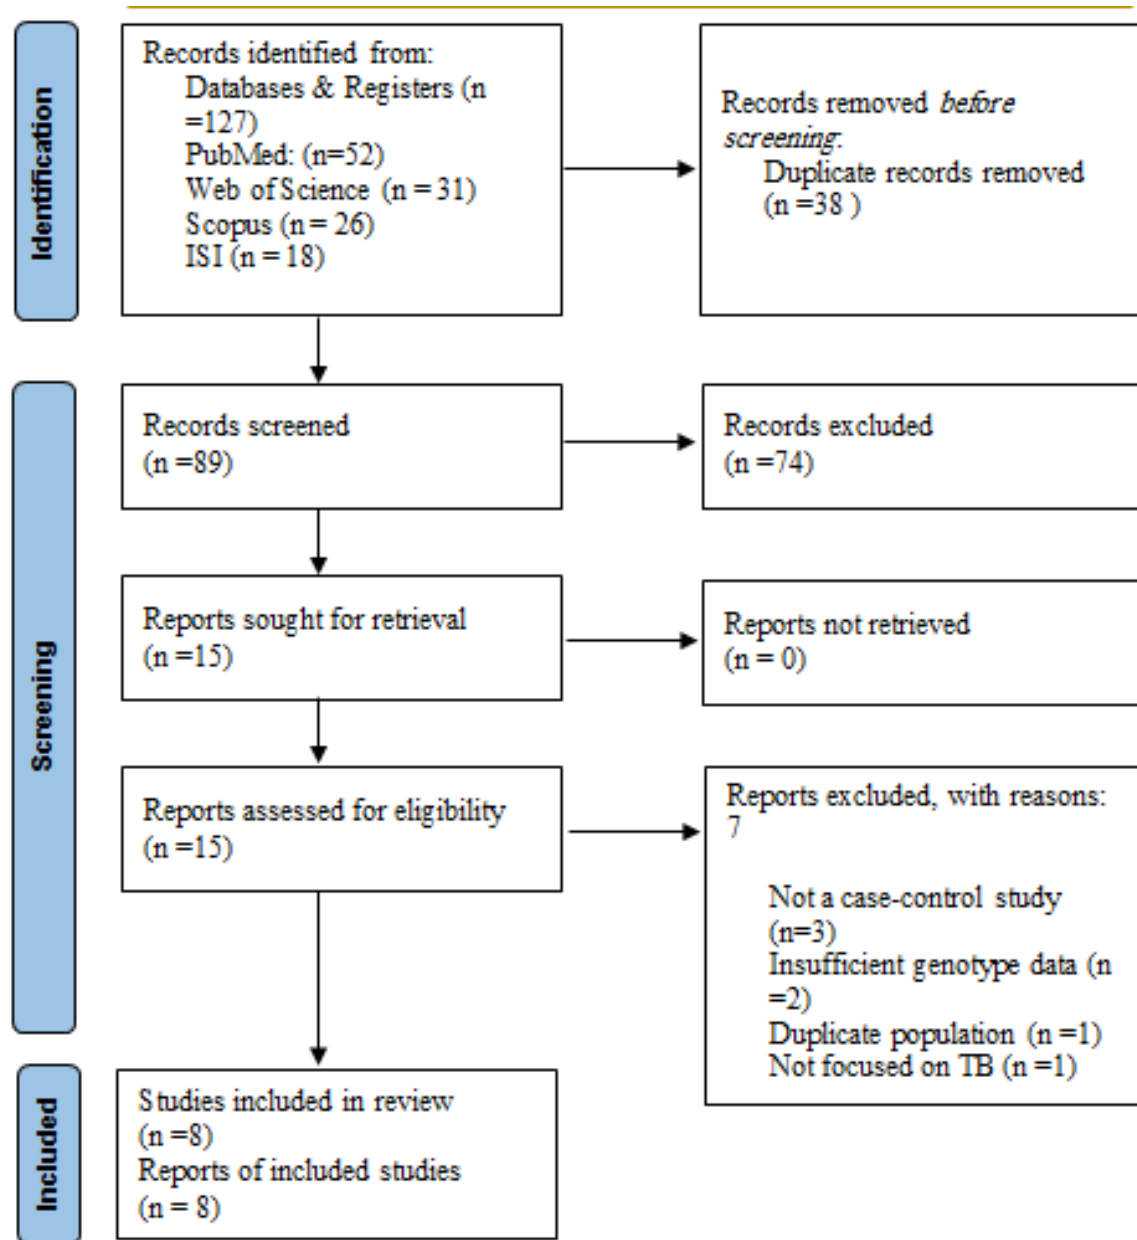 Identification
Records identified from:
Databases & Registers (n
=127)
PubMed: (n=52)
Web of Science (n = 31)
Scopus (n = 26)
ISI (n = 18)
Records removed before
screening:
Duplicate records removed
(n =38 )
Screening
Records screened
(n =89)
Records excluded
(n =74)
Reports sought for retrieval
(n =15)
Reports not retrieved
(n = 0)
Reports assessed for eligibility
(n =15)
Reports excluded, with reasons:
7
Not a case-control study
(n=3)
Insufficient genotype data (n
=2)
Duplicate population (n =1)
Not focused on TB (n =1)
Included
Studies included in review
(n =8)
Reports of included studies
(n = 8)